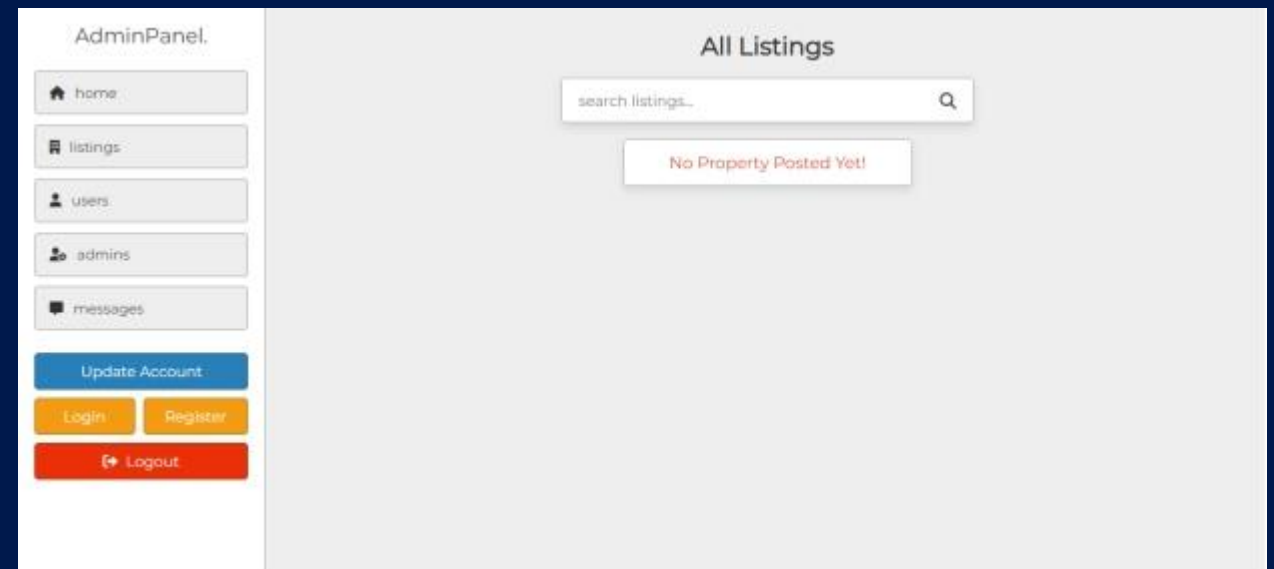 AdminPanel.
home
listings
users
admins
messages
Update Account
Login
Register
Logout
All Listings
search listings...
No Property Posted Yet!